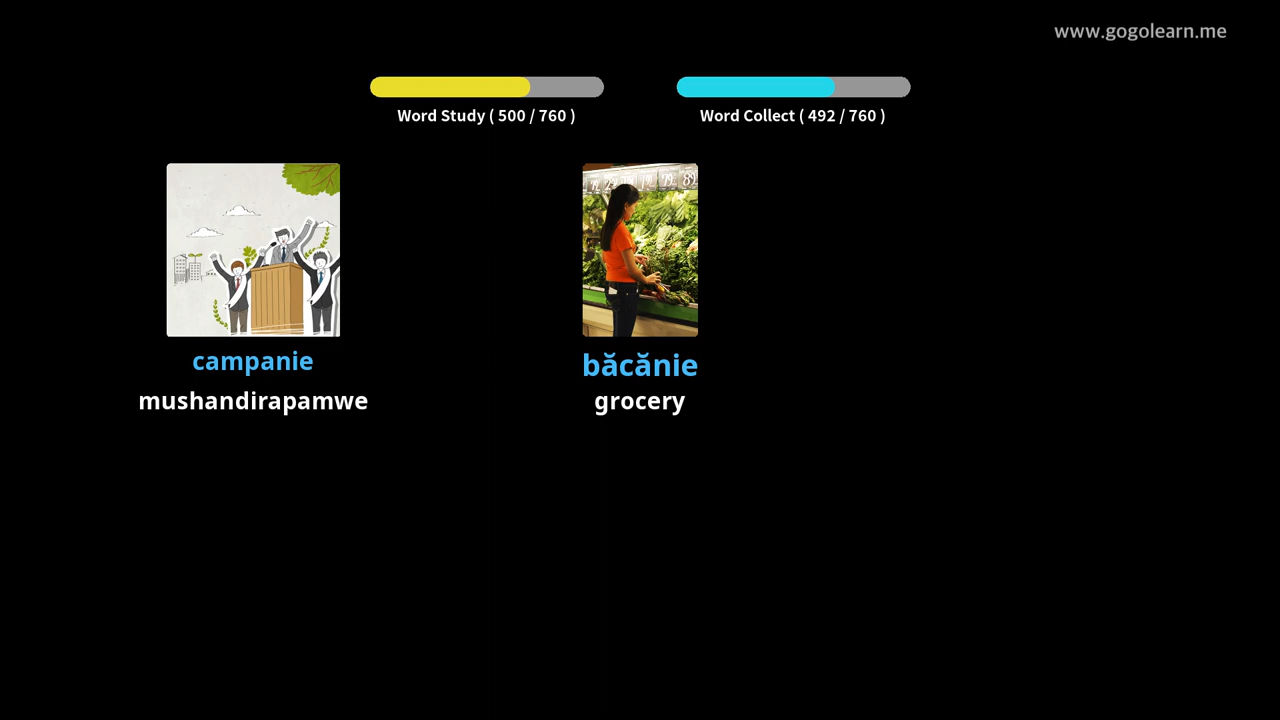 www.gogolearn.me
Word Study ( 500 / 760 )
Word Collect ( 492 / 760 )
campanie
mushandirapamwe
băcănie
grocery